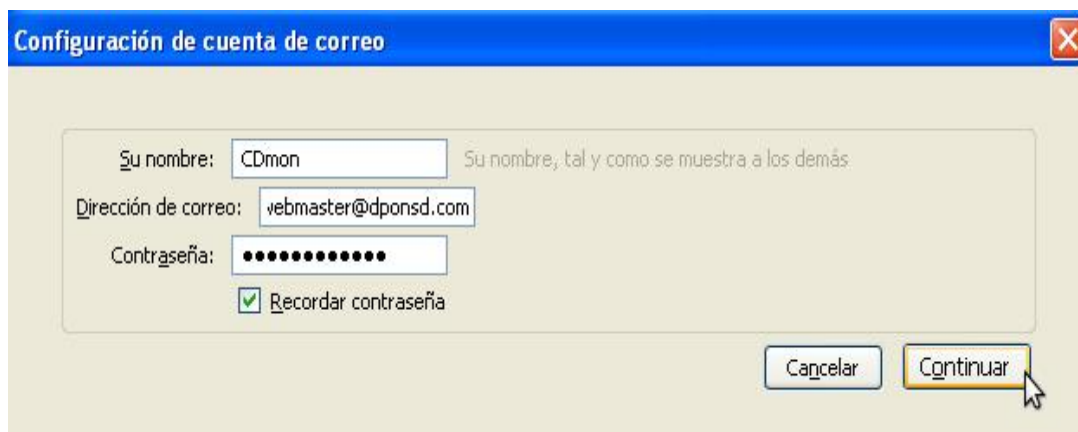 Configuración de cuenta de correo
Su nombre: CDmon Su nombre, tal y como se muestra a los demás
Dirección de correo: vebmaster@dponsd.com
Contraseña: ••••••••••••
Recordar contraseña
Cancelar Continuar